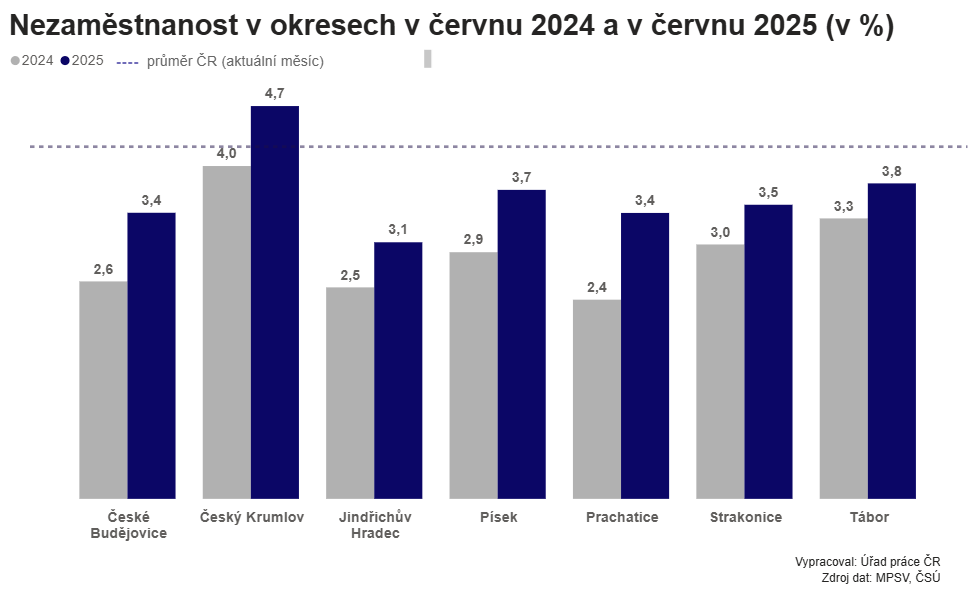 Nezaměstnanost v okresech v červnu 2024 a v červnu 2025 (v %)
2024 2025 průměr ČR (aktuální měsíc)
4,7
4,0
3,8
3,7
3,5
3,4
3,4
3,3
3,1
3,0
2,9
2,6
2,5
2,4
České Český Krumlov Jindřichův Písek Prachatice Strakonice Tábor
Budějovice Hradec
Vypracoval: Úřad práce ČR
Zdroj dat: MPSV, ČSÚ